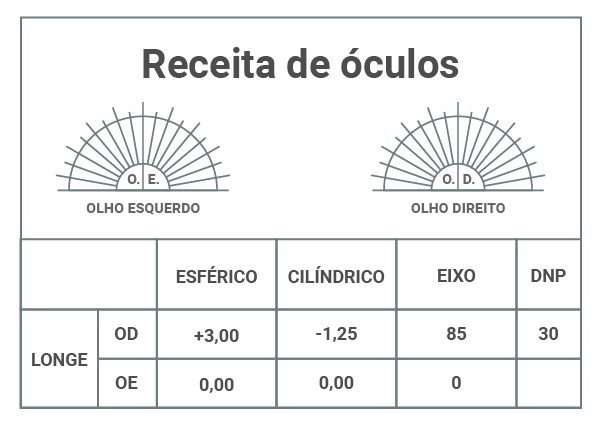 Receita de óculos
O. E.
O. D.
OLHO ESQUERDO
OLHO DIREITO
ESFÉRICO CILÍNDRICO EIXO DNP
LONGE
OD +3,00 -1,25 85 30
OE 0,00 0,00 0